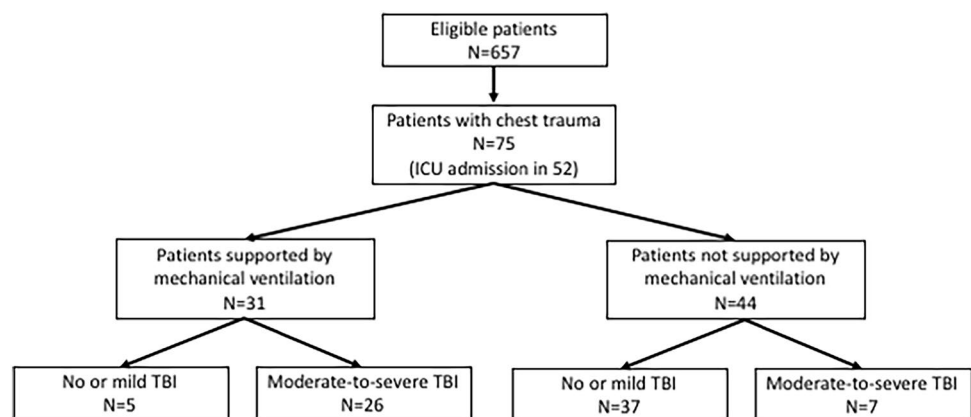 Eligible patients
N=657
Patients with chest trauma
N=75
(ICU admission in 52)
Patients supported by
mechanical ventilation
N=31
Patients not supported by
mechanical ventilation
N=44
No or mild TBI
N=5
Moderate-to-severe TBI
N=26
No or mild TBI
N=37
Moderate-to-severe TBI
N=7